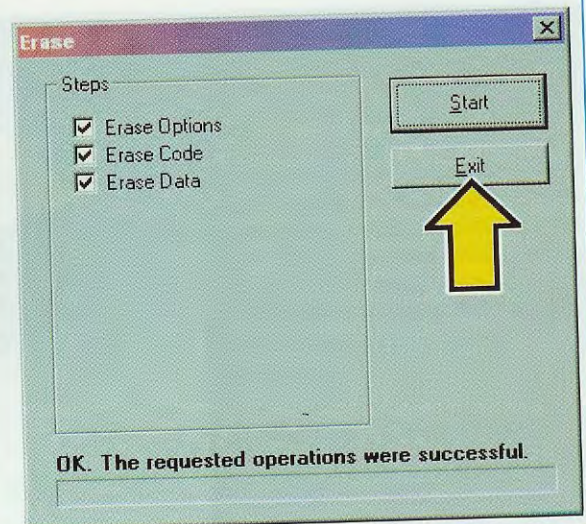 Erase
Steps
Erase Options
Erase Code
Erase Data
Start
Exit
OK. The requested operations were successful.